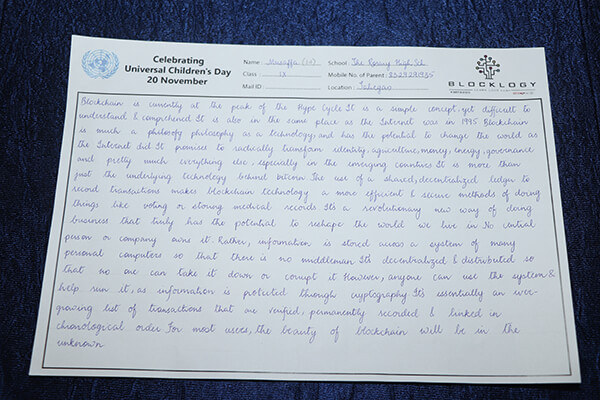 Celebrating
Universal Children's Day
20 November
Name : (IX) School : The Rosary High Sch
Class : IX Mobile No. of Parent :
Mail ID : Location :
BLOCKLOGY
Blockchain is currently at the peak of the Hype Cycle. It is a simple concept, yet difficult to
understand & comprehend. It is also in the same place as the Internet was in 1995. Blockchain
is much a philosofy philosophy as a technology, and has the potential to change the world as
the Internet did. It promises to radically transform identity, agriculture, money, energy, governance
and pretty much everything else, especially in the emerging countries. It is more than
just the underlying technology behind bitcoin. The use of a shared, decentralized ledger to
record transactions makes blockchain technology a more efficient & secure methods of doing
things like voting or storing medical records. It's a revolutionary new way of doing
business that truly has the potential to reshape the world we live in. No central
person or company owns it. Rather, information is stored across a system of many
personal computers so that there is no middleman. It's decentralized & distributed so
that no one can take it down or corrupt it. However, anyone can use the system &
help run it, as information is protected through cryptography. It's essentially an ever-
growing list of transactions that are verified, permanently recorded & linked in
chronological order. For most users, the beauty of blockchain will be in the
unknown.